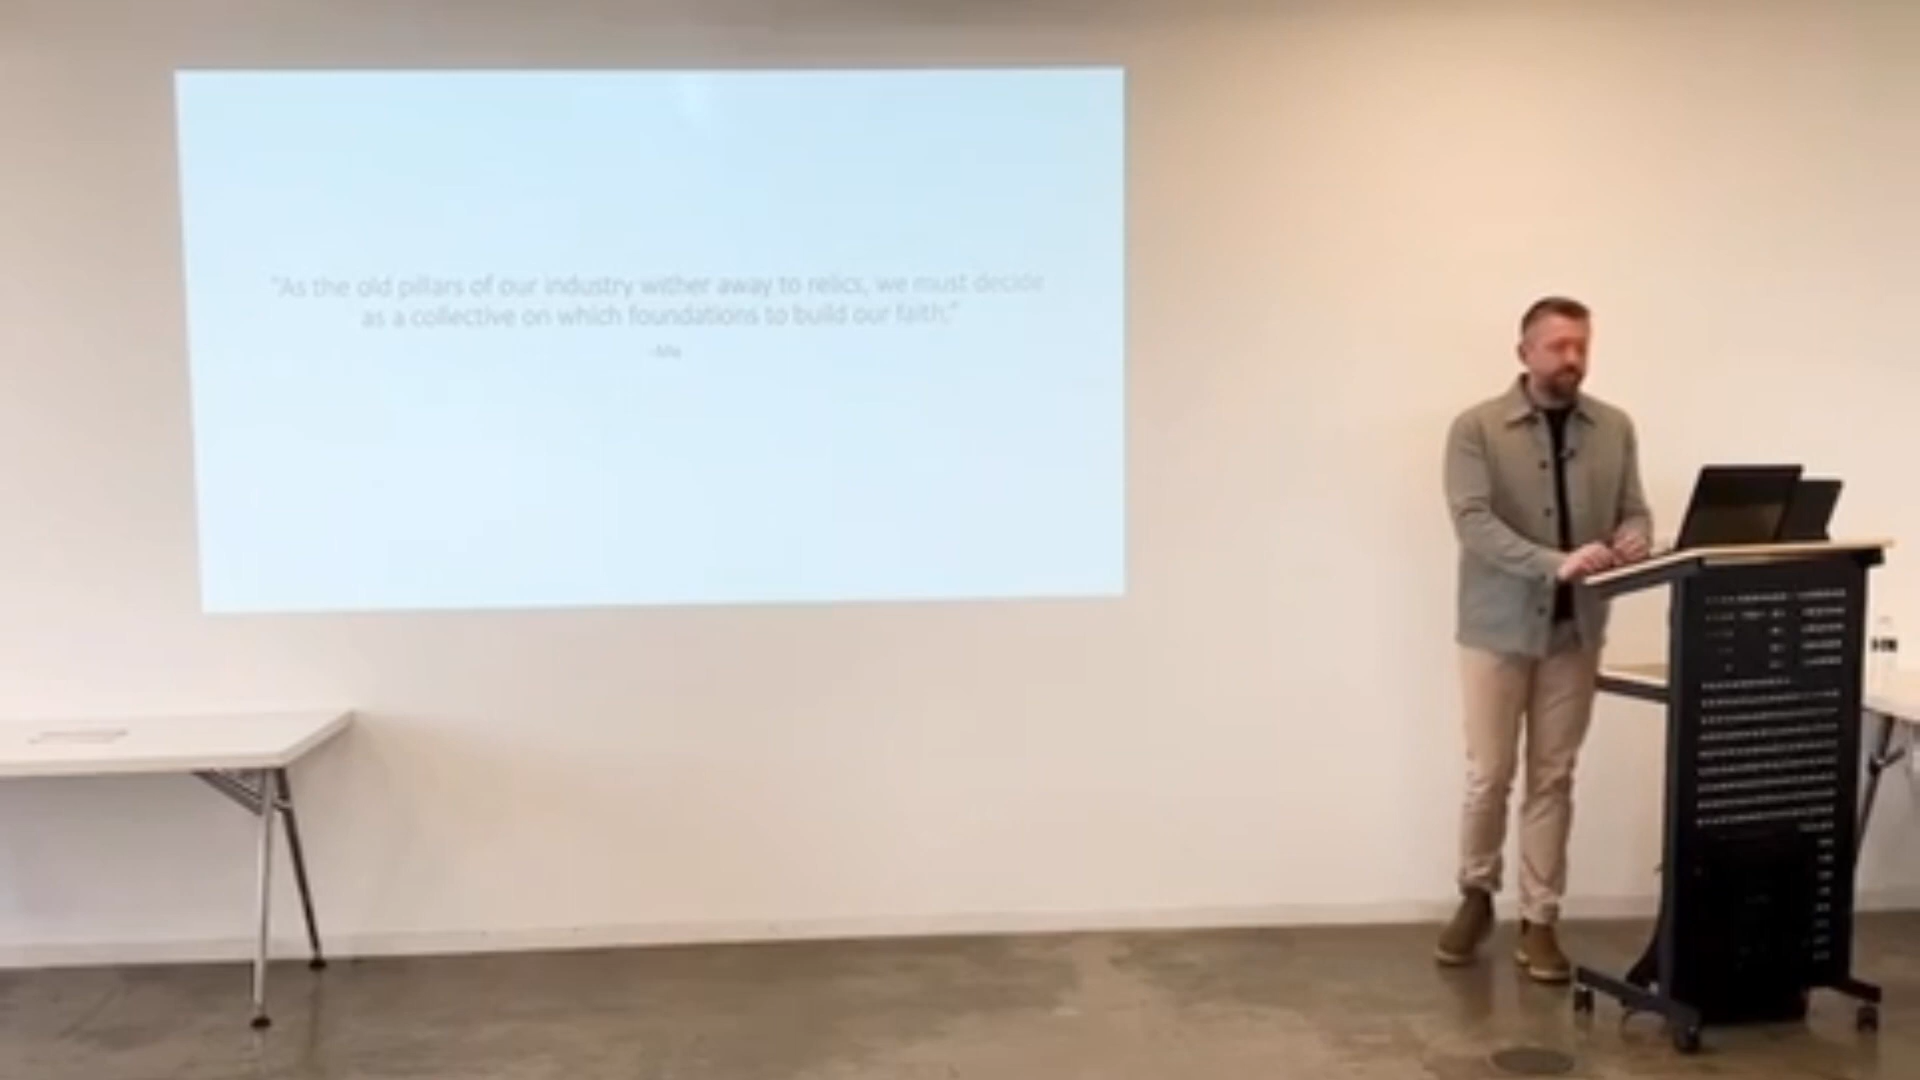 "As the old pillars of our industry wither away to relics, we must decide
as a collective on which foundations to build our faith;"
-Me